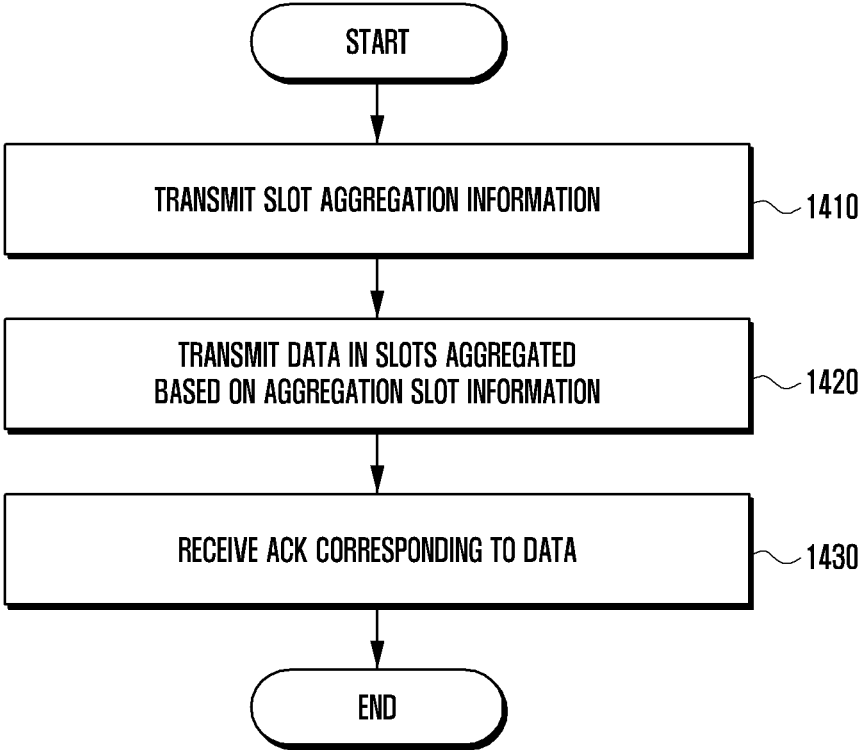 START
TRANSMIT SLOT AGGREGATION INFORMATION
1410
TRANSMIT DATA IN SLOTS AGGREGATED
BASED ON AGGREGATION SLOT INFORMATION
1420
RECEIVE ACK CORRESPONDING TO DATA
1430
END